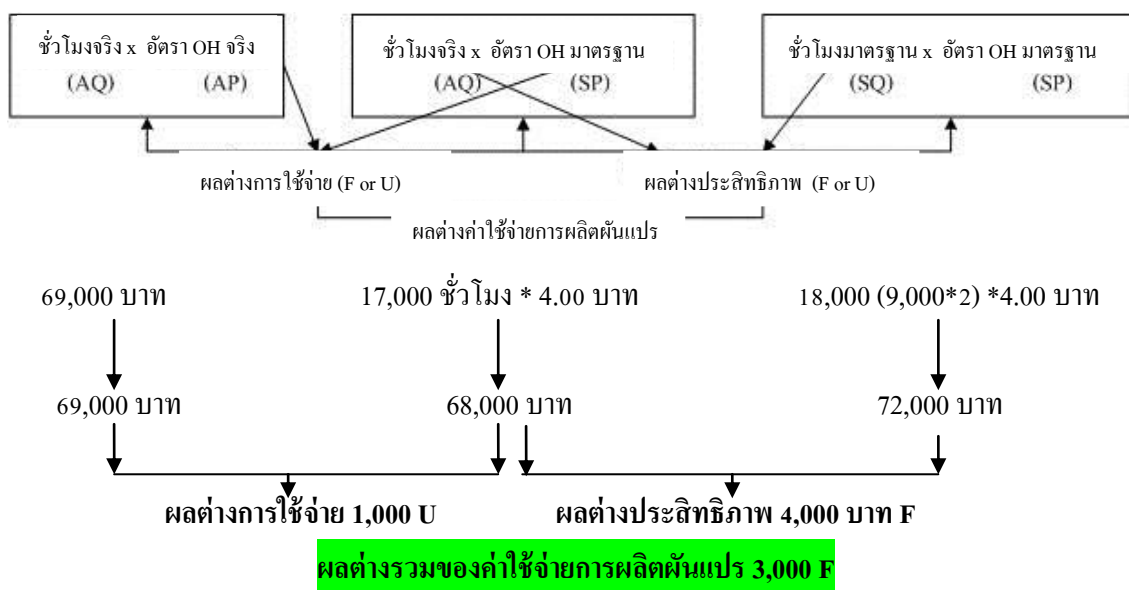 ชั่วโมงจริง x อัตรา OH จริง ชั่วโมงจริง x อัตรา OH มาตรฐาน ชั่วโมงมาตรฐาน x อัตรา OH มาตรฐาน
(AQ) (AP) (AQ) (SP) (SQ) (SP)
ผลต่างการใช้จ่าย (F or U) ผลต่างประสิทธิภาพ (F or U)
ผลต่างค่าใช้จ่ายการผลิตผันแปร
69,000 บาท 17,000 ชั่วโมง * 4.00 บาท 18,000 (9,000*2) *4.00 บาท
69,000 บาท 68,000 บาท 72,000 บาท
ผลต่างการใช้จ่าย 1,000 U ผลต่างประสิทธิภาพ 4,000 บาท F
ผลต่างรวมของค่าใช้จ่ายการผลิตผันแปร 3,000 F